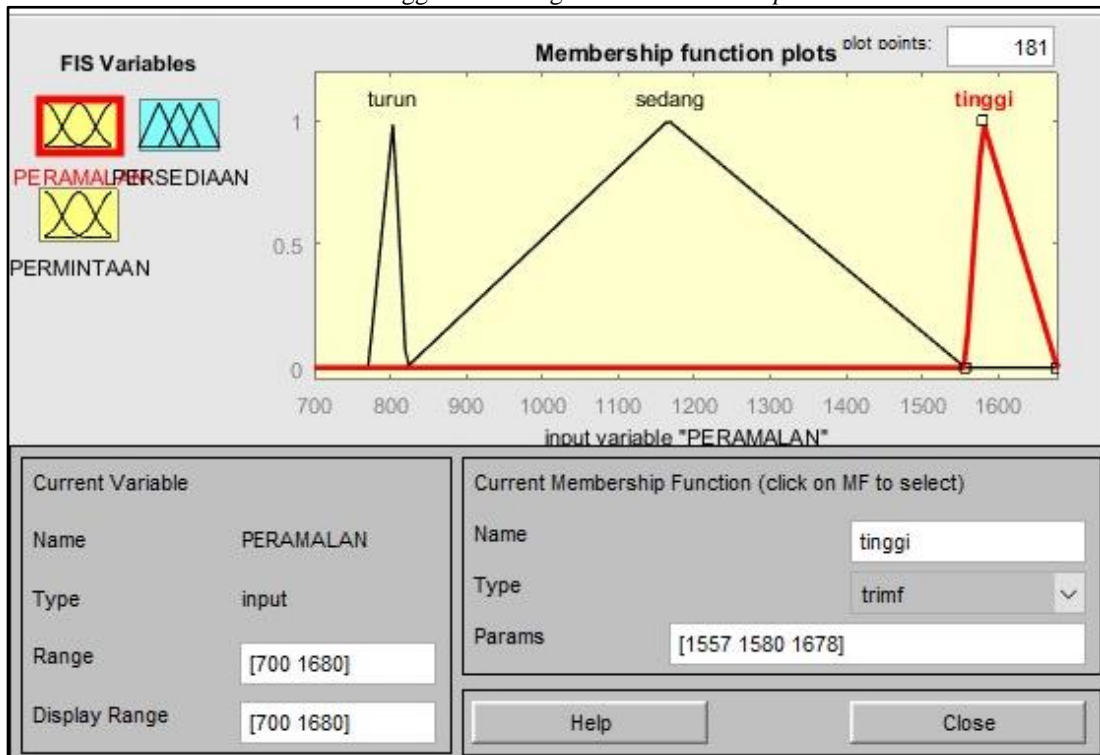 FIS Variables
Membership function plots
plot points:
181
PERAMALAN
PERSEDIAAN
PERMINTAAN
turun
sedang
tinggi
1
0.5
0
700 800 900 1000 1100 1200 1300 1400 1500 1600
input variable "PERAMALAN"
Current Variable
Name PERAMALAN
Type input
Range [700 1680]
Display Range [700 1680]
Current Membership Function (click on MF to select)
Name tinggi
Type trimf
Params [1557 1580 1678]
Help
Close